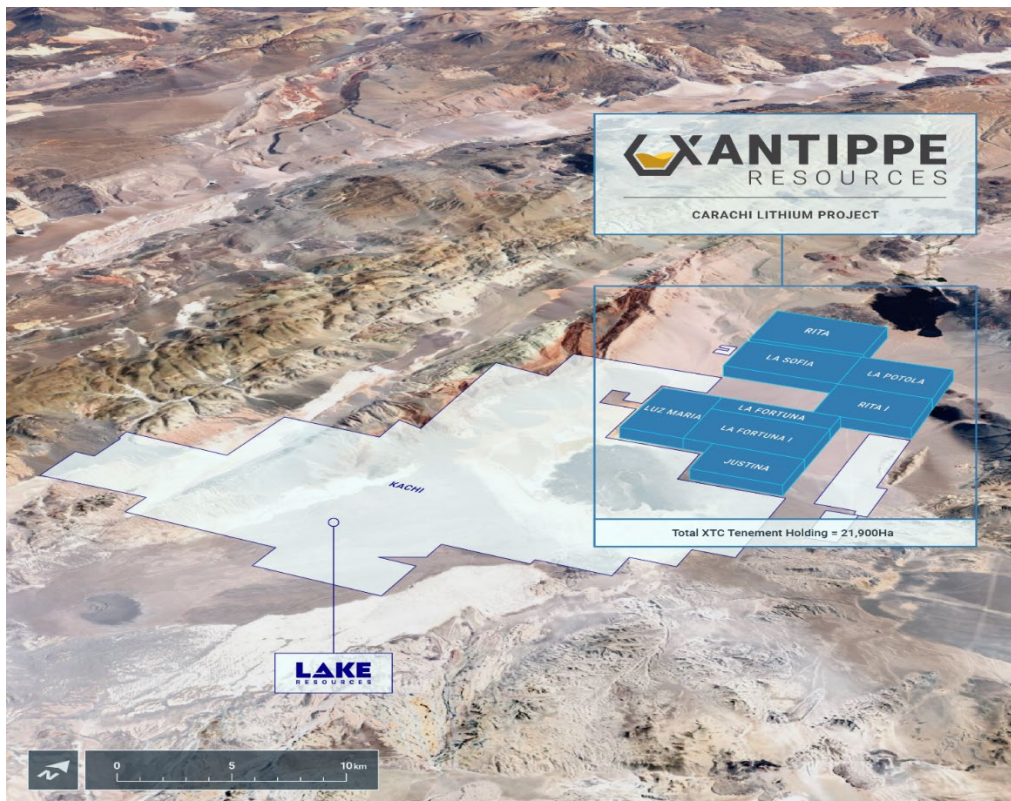 XANTIPPE
RESOURCES
CARACHI LITHIUM PROJECT
RITA
LA SOFIA
LA POTOLA
RITA I
LUZ MARIA
LA FORTUNA
LA FORTUNA I
JUSTINA
KACHI
Total XTC Tenement Holding = 21,900Ha
LAKE
RESOURCES
N
0 5 10km